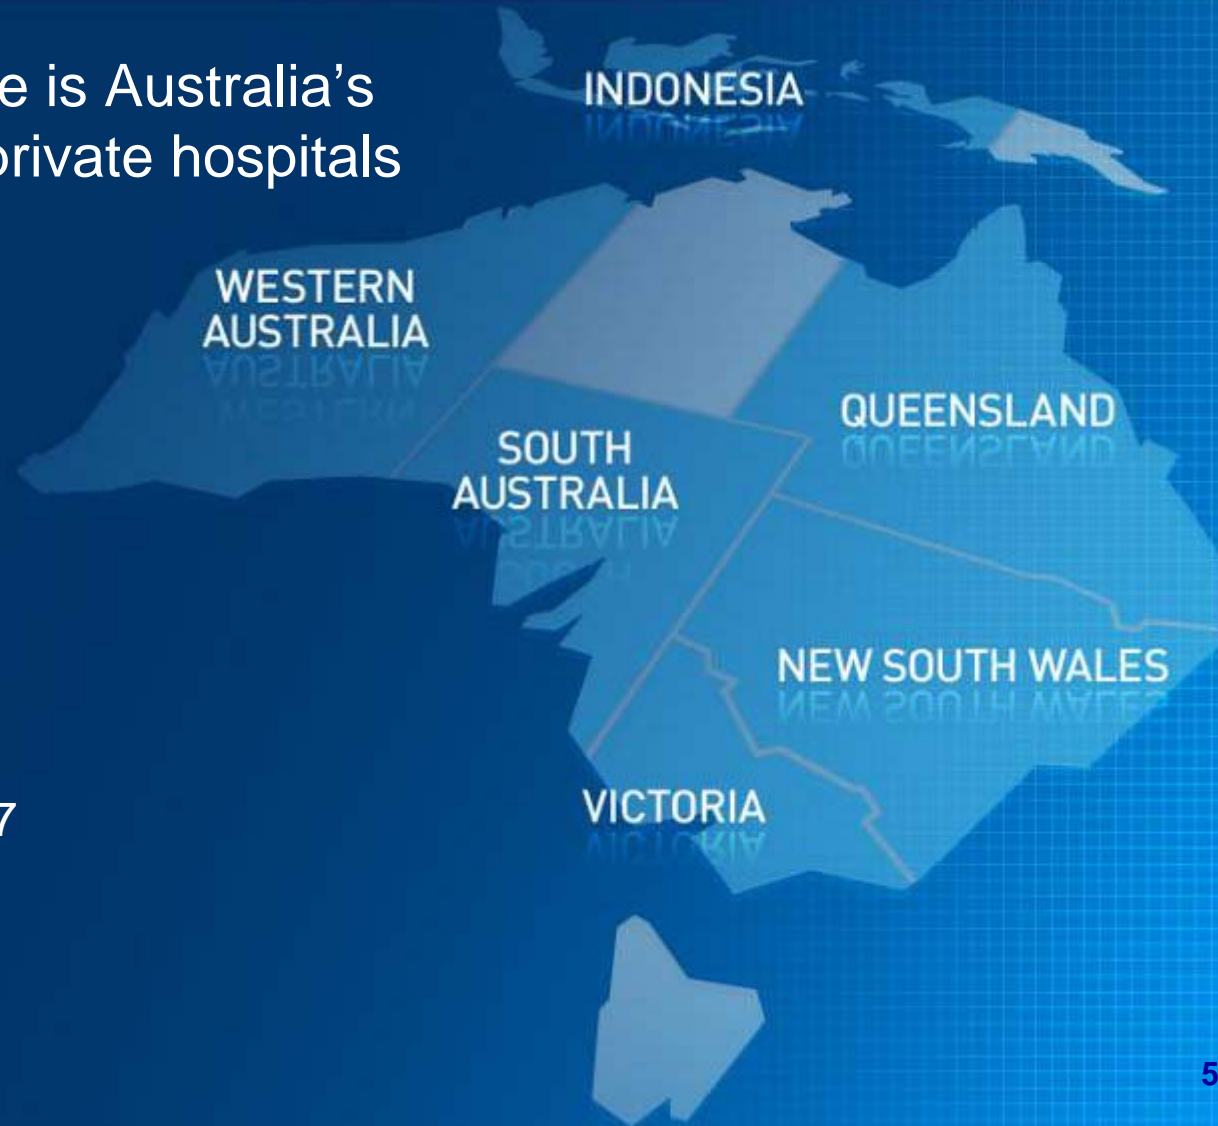 e is Australia's
private hospitals
INDONESIA
WESTERN
AUSTRALIA
QUEENSLAND
SOUTH
AUSTRALIA
NEW SOUTH WALES
VICTORIA
7
5